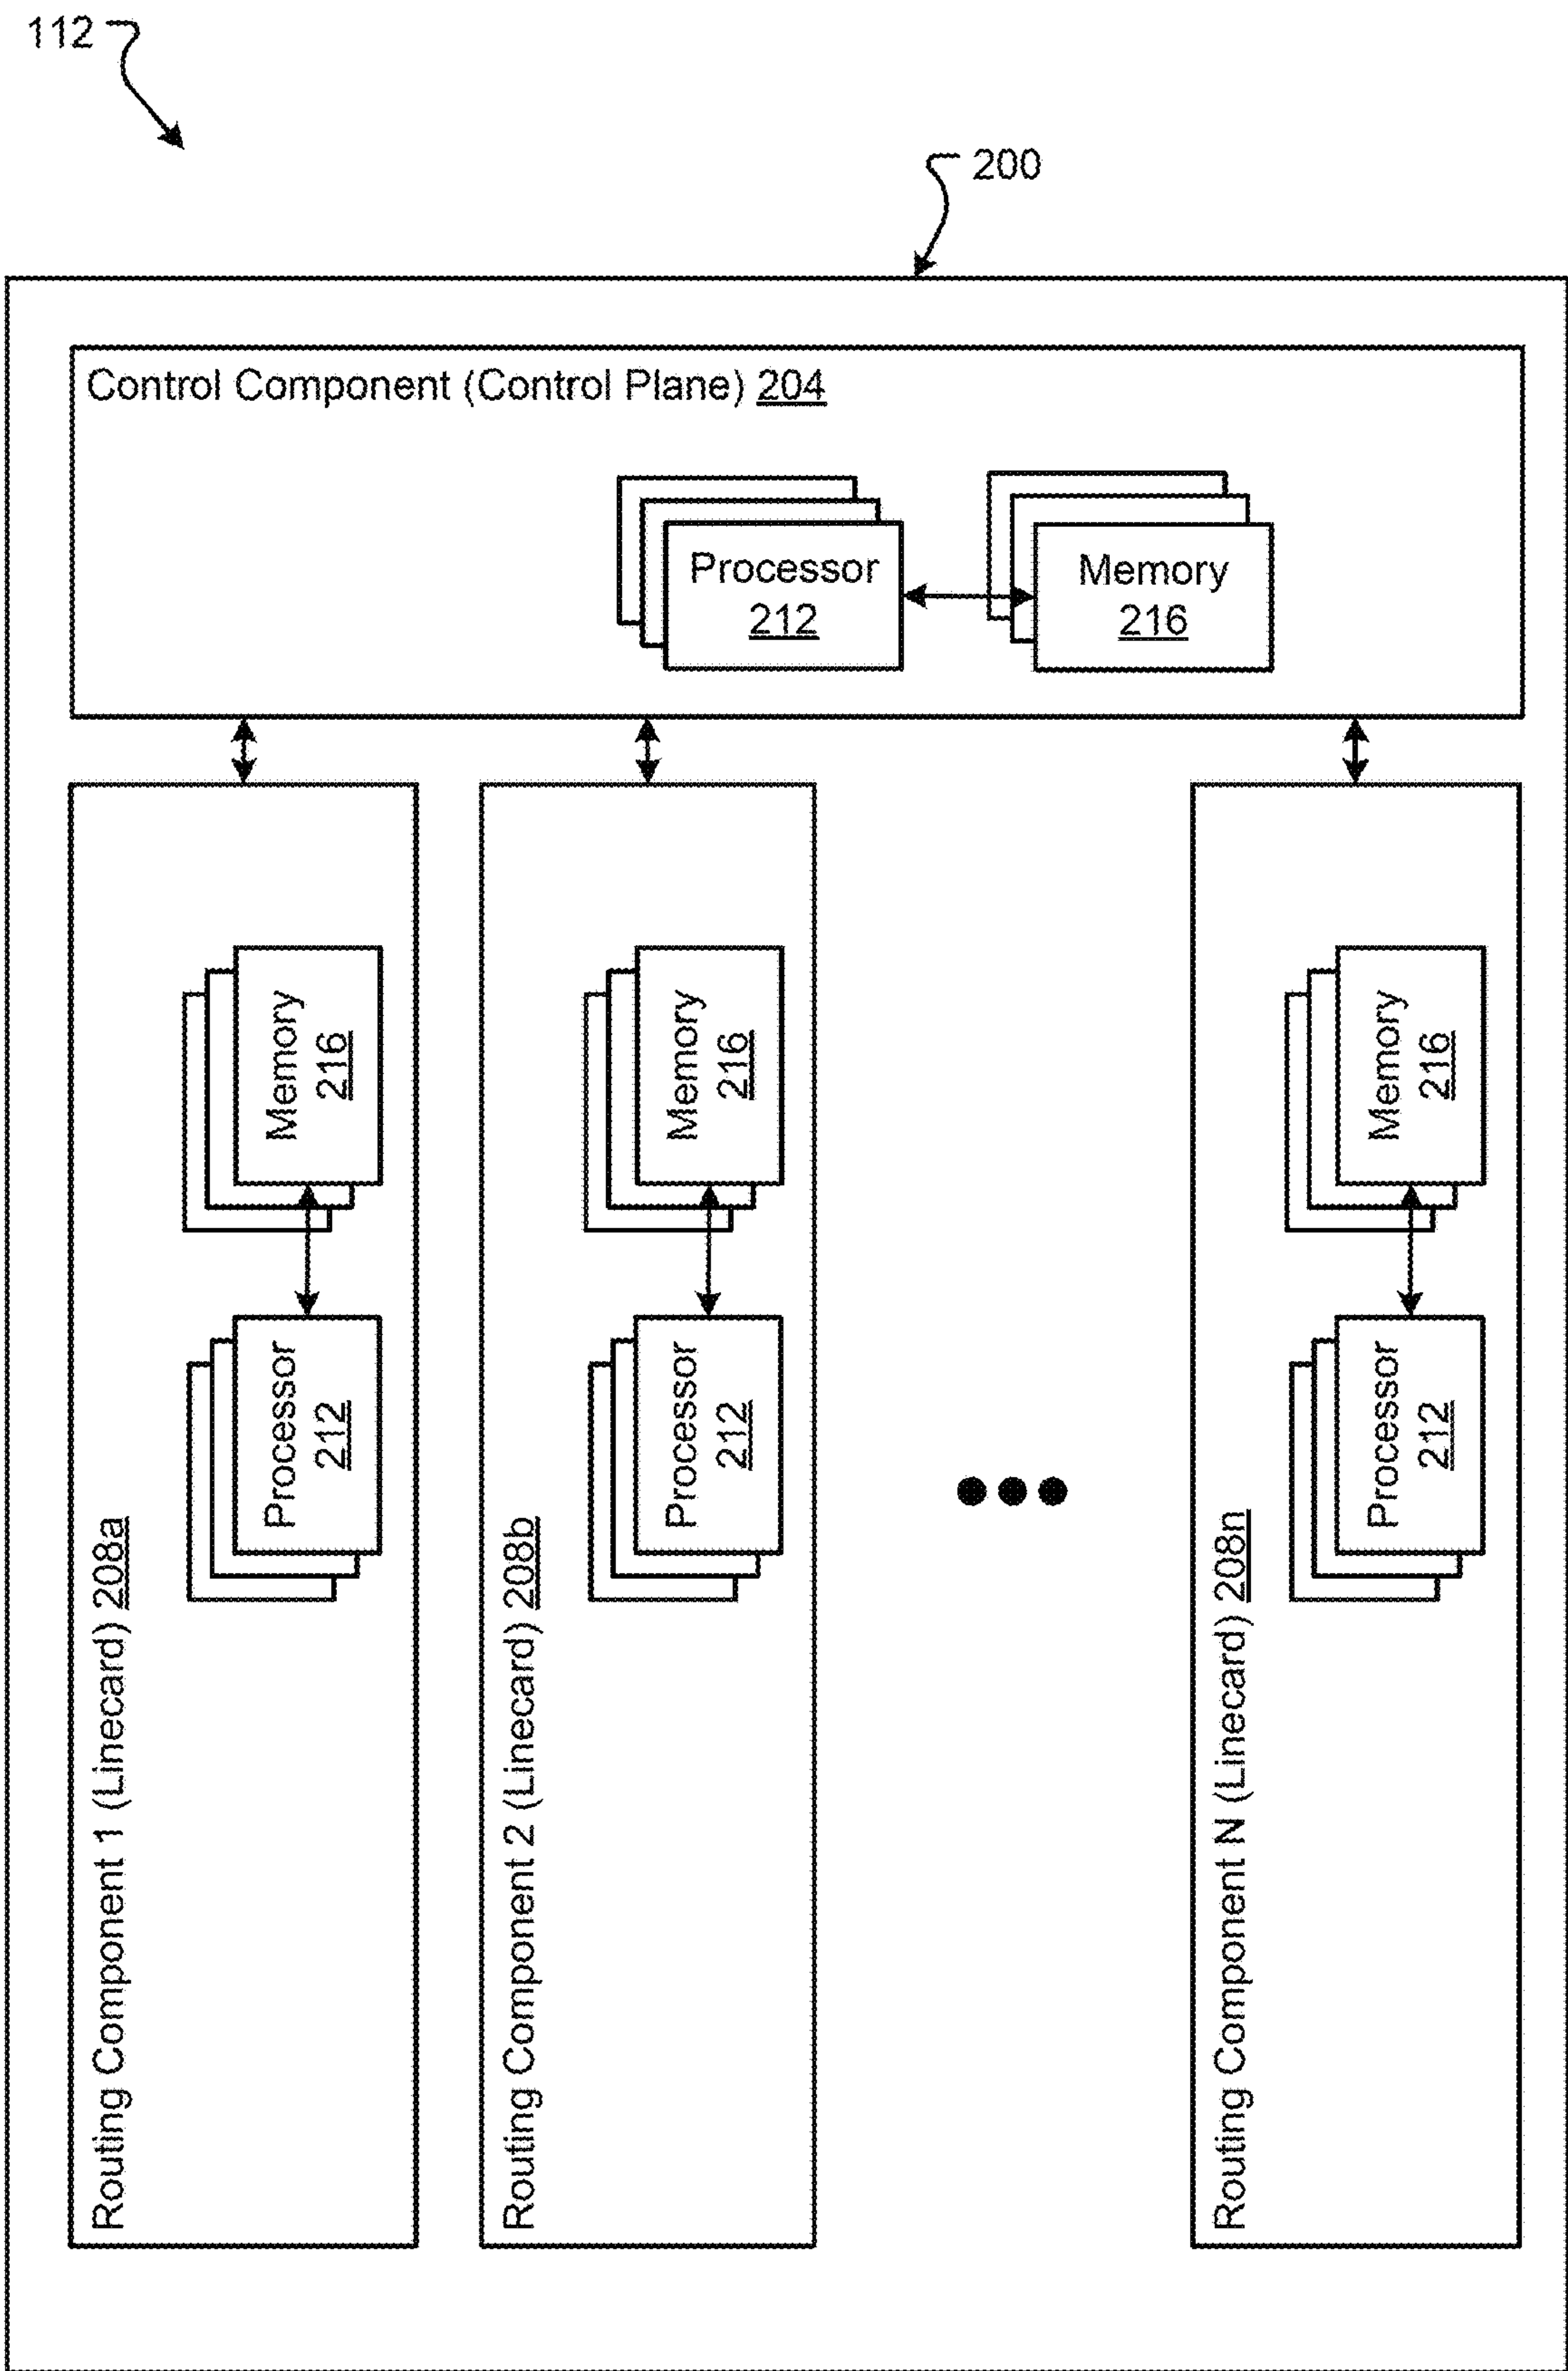 112
200
Control Component (Control Plane) 204
Processor
212
Memory
216
Routing Component 1 (Linecard) 208a
Processor
212
Memory
216
Routing Component 2 (Linecard) 208b
Processor
212
Memory
216
Routing Component N (Linecard) 208n
Processor
212
Memory
216